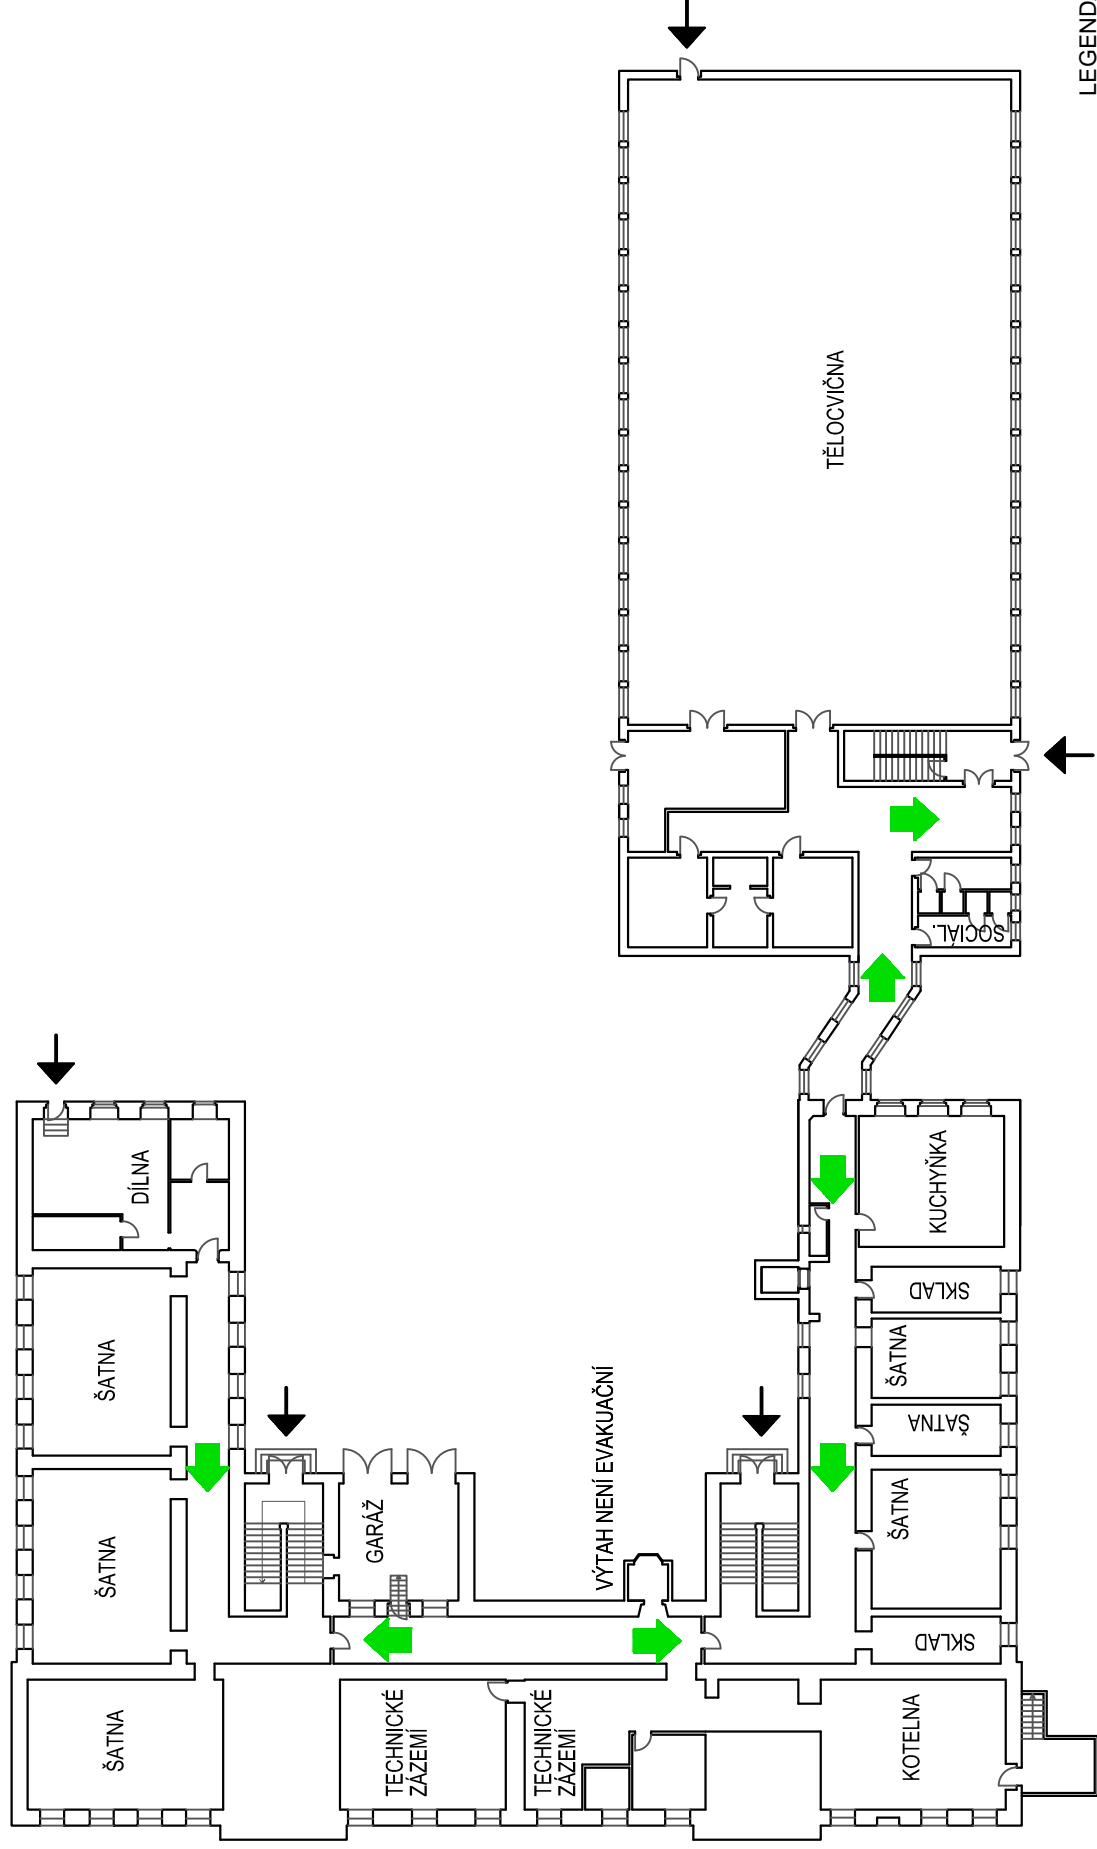 LEGENDA
TĚLOCVIČNA
SOCIÁL.
DÍLNA
KUCHYŇKA
SKLAD
ŠATNA
ŠATNA
ŠATNA
ŠATNA
ŠATNA
GARÁŽ
VÝTAH NENÍ EVAKUAČNÍ
SKLAD
ŠATNA
TECHNICKÉ
ZÁZEMÍ
TECHNICKÉ
ZÁZEMÍ
KOTELNA